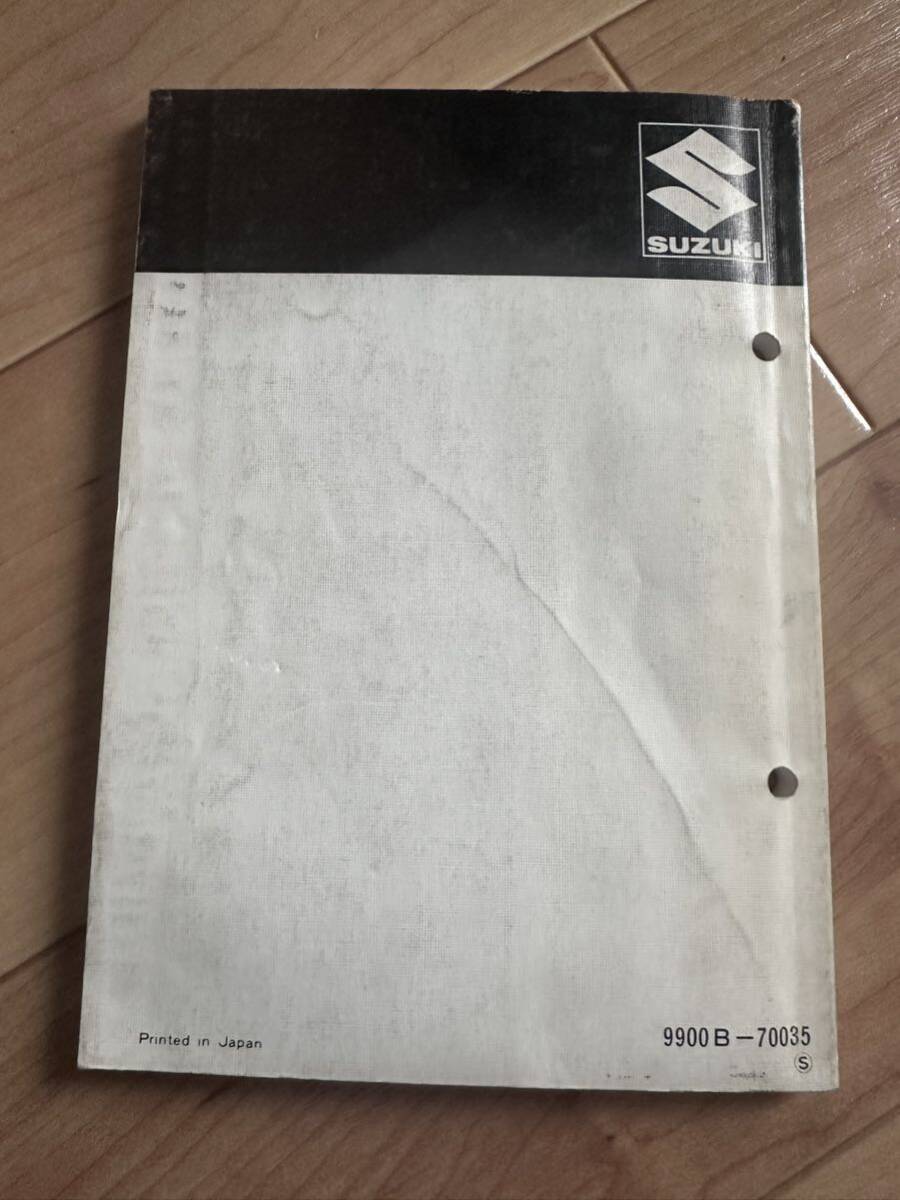 SUZUKI
Printed in Japan
9900B-70035
Ⓢ